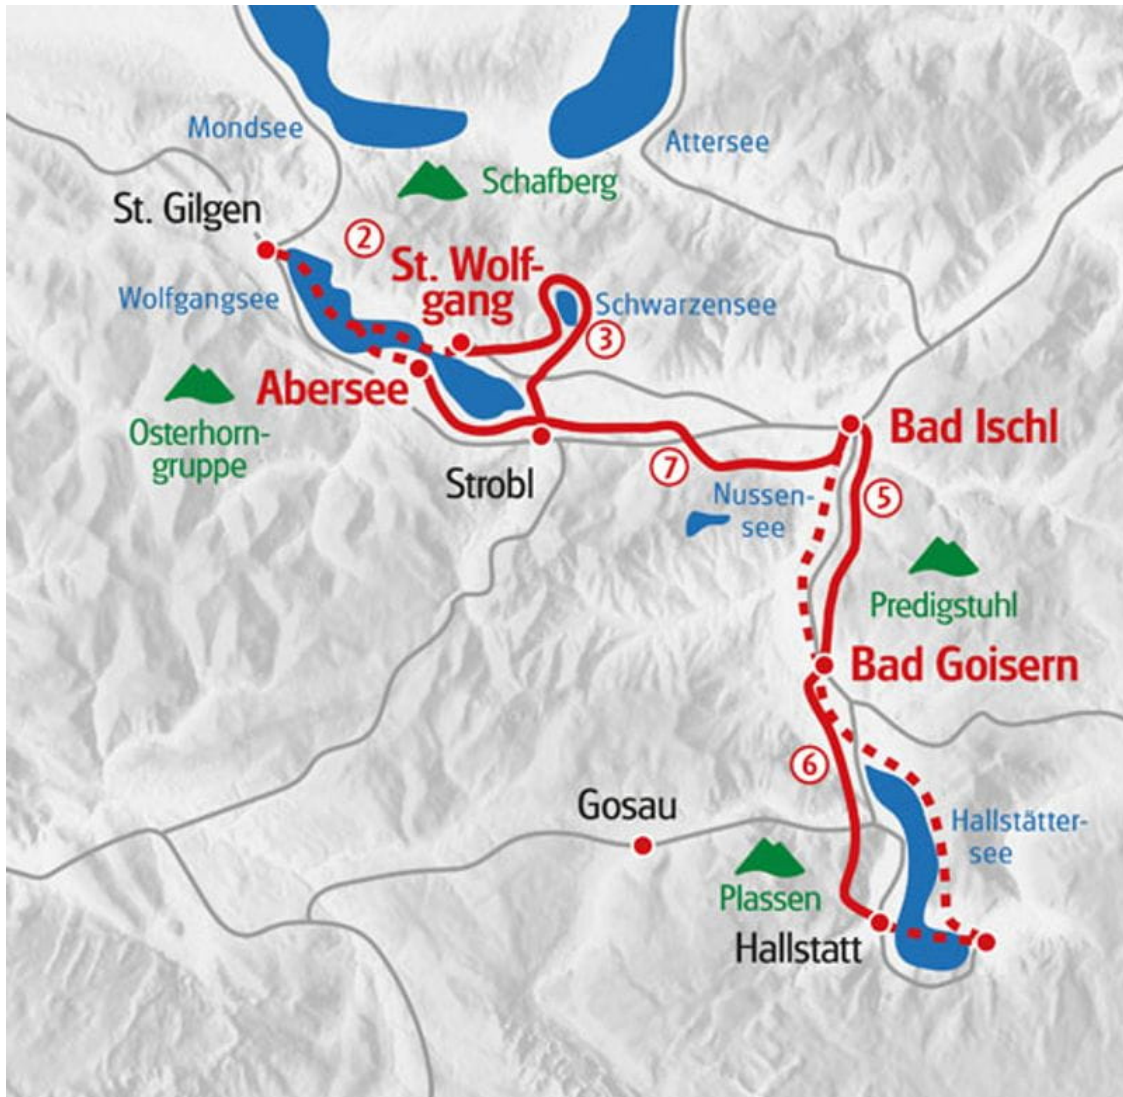 Mondsee
Attersee
Schafberg
St. Gilgen
②
St. Wolf-
gang
Wolfgangsee
Schwarzensee
③
Abersee
Osterhorn-
gruppe
Bad Ischl
Strobl
⑦
Nussen-
see
⑤
Predigstuhl
Bad Goisern
⑥
Gosau
Hallstätter-
see
Plassen
Hallstatt